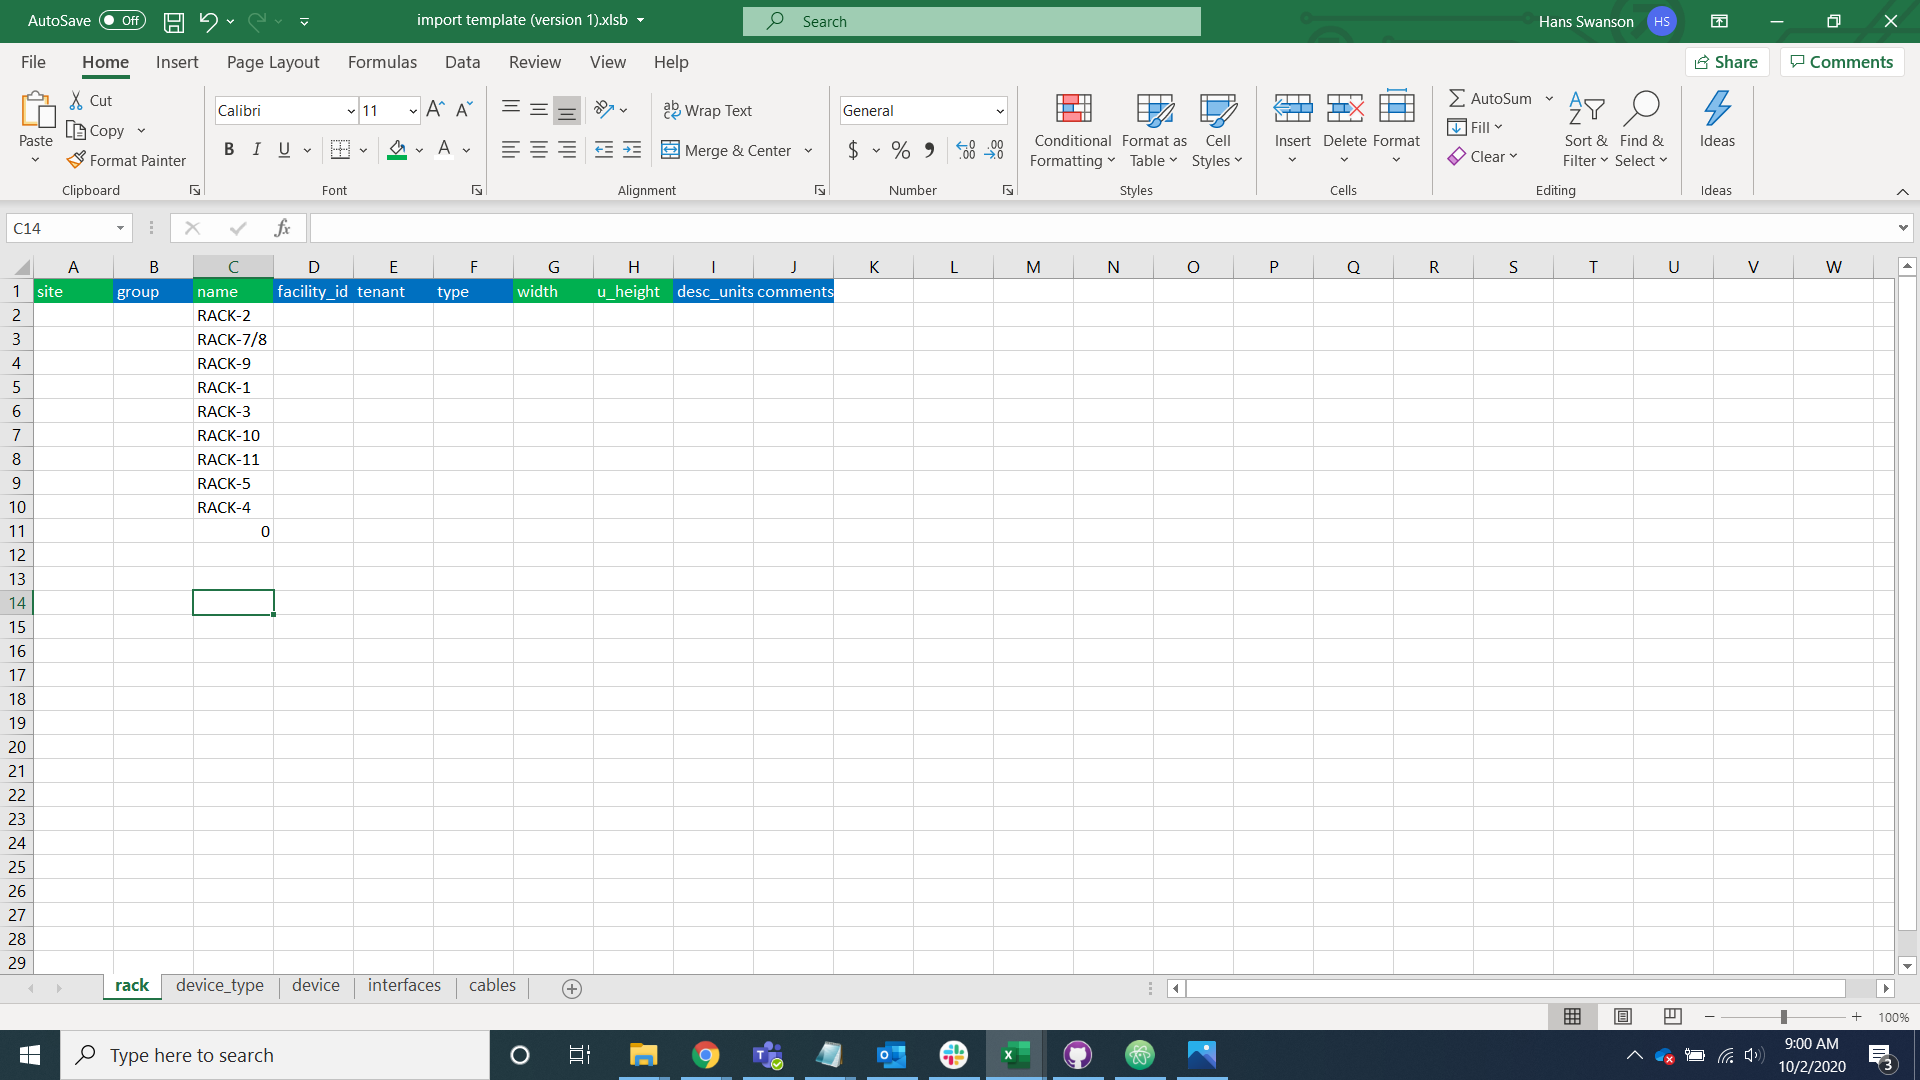 AutoSave Off import template (version 1).xlsb Search Hans Swanson HS
File Home Insert Page Layout Formulas Data Review View Help Share Comments
Paste
Cut
Copy
Format Painter
Clipboard
Calibri 11
B I U A
Font
ab Wrap Text
Merge & Center
Alignment
General
$ % 9 .00 .00
Number
Conditional Formatting
Format as Table
Cell Styles
Styles
Insert Delete Format
Cells
AutoSum
Fill
Clear
Sort & Filter
Find & Select
Editing
Ideas
Ideas
C14 fx
A B C D E F G H I J K L M N O P Q R S T U V W
1 site group name facility_id tenant type width u_height desc_units comments
2 RACK-2
3 RACK-7/8
4 RACK-9
5 RACK-1
6 RACK-3
7 RACK-10
8 RACK-11
9 RACK-5
10 RACK-4
11 0
12
13
14
15
16
17
18
19
20
21
22
23
24
25
26
27
28
29
rack device_type device interfaces cables
100%
Type here to search
9:00 AM
10/2/2020
3